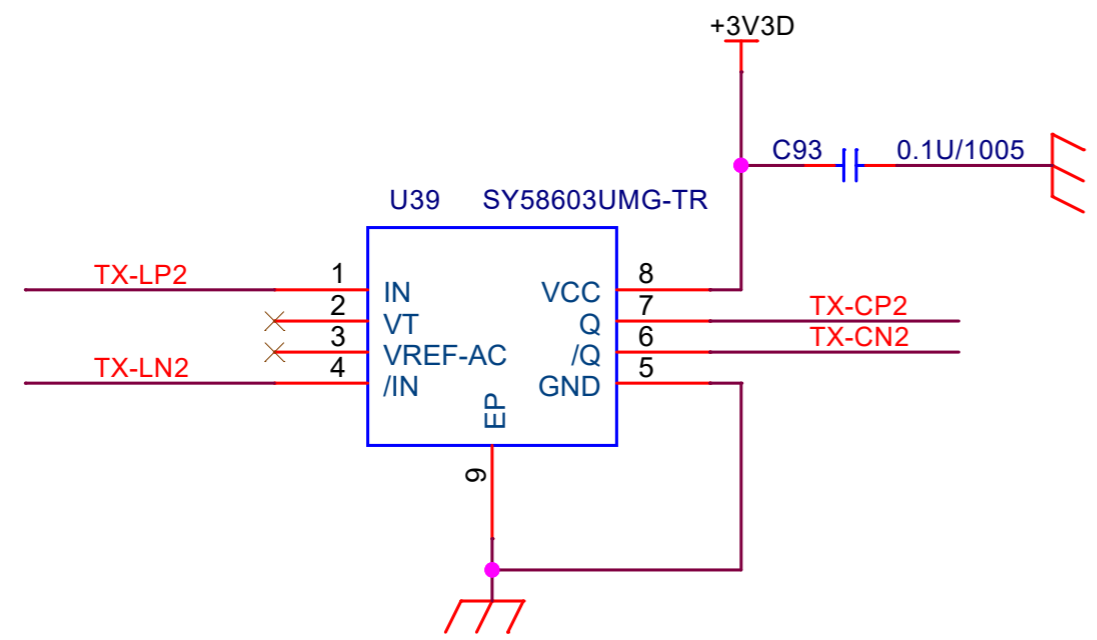 +3V3D
C93 0.1U/1005
U39 SY58603UMG-TR
TX-LP2 1 IN VCC 8
2 VT Q 7 TX-CP2
3 VREF-AC /Q 6 TX-CN2
TX-LN2 4 /IN GND 5
EP
9